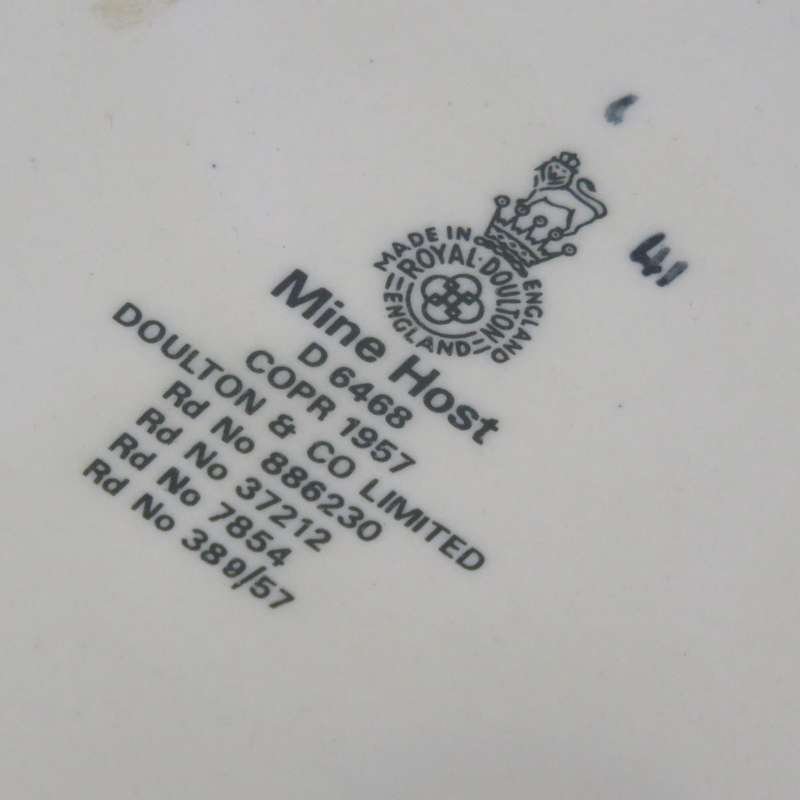 MADE IN ENGLAND
ROYAL·DOULTON
ENGLAND
Mine Host
D 6468
COPR 1957
DOULTON & CO LIMITED
Rd No 886230
Rd No 37212
Rd No 7854
Rd No 389/57